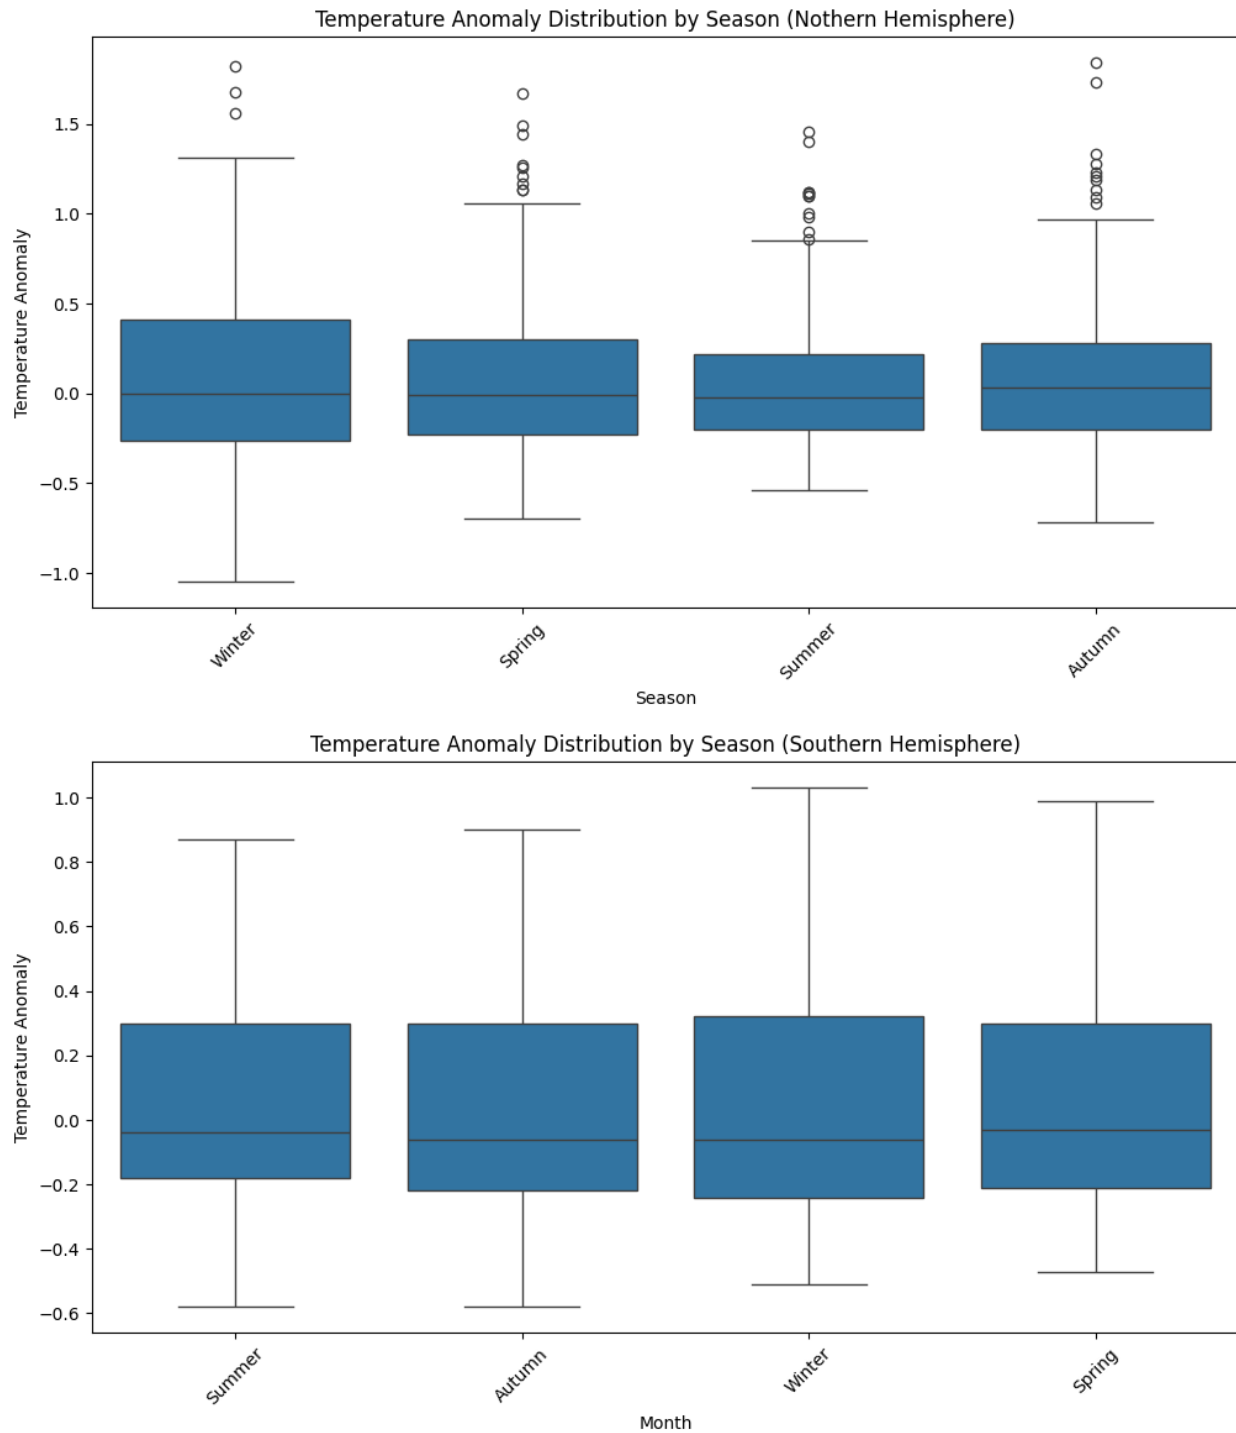 Temperature Anomaly Distribution by Season (Nothern Hemisphere)
Temperature Anomaly
1.5
1.0
0.5
0.0
−0.5
−1.0
Winter
Spring
Summer
Autumn
Season
Temperature Anomaly Distribution by Season (Southern Hemisphere)
Temperature Anomaly
1.0
0.8
0.6
0.4
0.2
0.0
−0.2
−0.4
−0.6
Summer
Autumn
Winter
Spring
Month